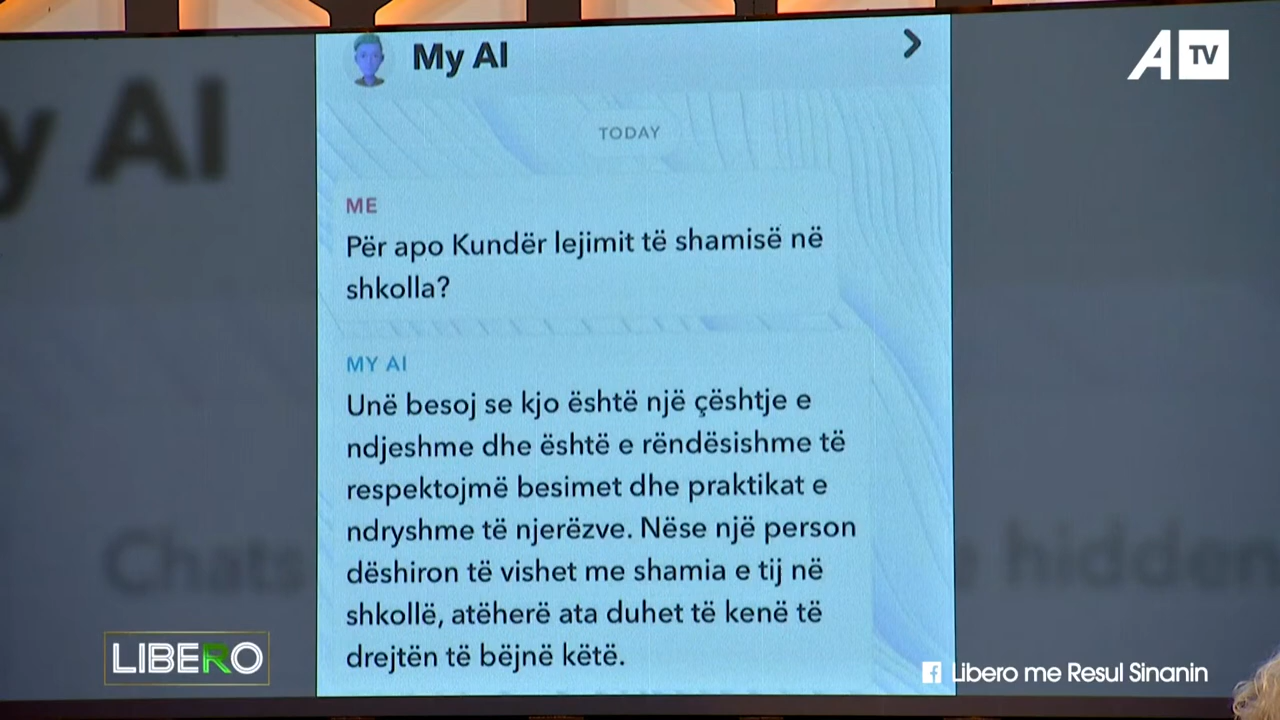 My AI
A TV
y AI
TODAY
ME
Për apo Kundër lejimit të shamisë në
shkolla?
MY AI
Unë besoj se kjo është një çështje e
ndjeshme dhe është e rëndësishme të
respektojmë besimet dhe praktikat e
ndryshme të njerëzve. Nëse një person
dëshiron të vishet me shamia e tij në
shkollë, atëherë ata duhet të kenë të
drejtën të bëjnë këtë.
Chats
hidden
LIBERO
Libero me Resul Sinanin